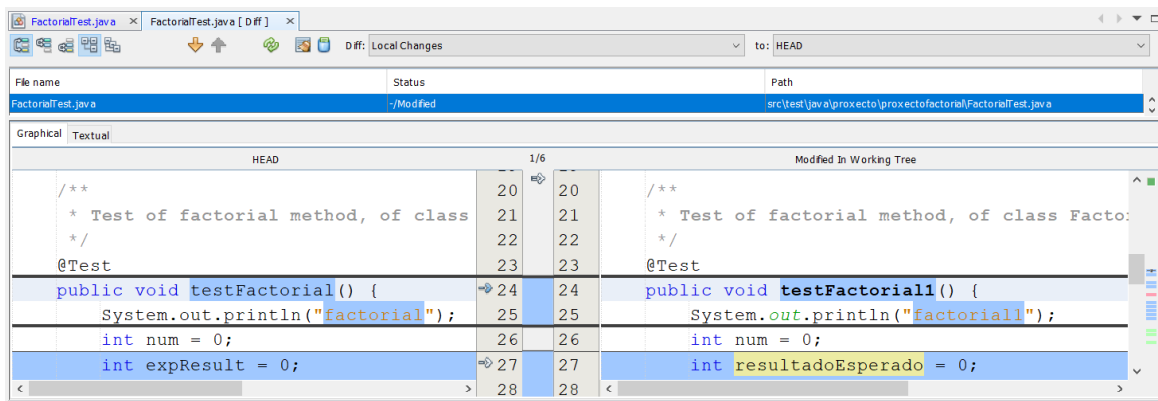 FactorialTest.java × FactorialTest.java [ Diff ] ×
Diff: Local Changes to: HEAD
File name Status Path
FactorialTest.java -/Modified src\test\java\proxecto\proxectofactorial\FactorialTest.java
Graphical Textual
HEAD 1/6 Modified In Working Tree
/** 20 20 /**
* Test of factorial method, of class 21 21 * Test of factorial method, of class Factor
*/ 22 22 */
@Test 23 23 @Test
public void testFactorial() { 24 24 public void testFactorial1() {
System.out.println("factorial"); 25 25 System.out.println("factorial1");
int num = 0; 26 26 int num = 0;
int expResult = 0; 27 27 int resultadoEsperado = 0;
28 28